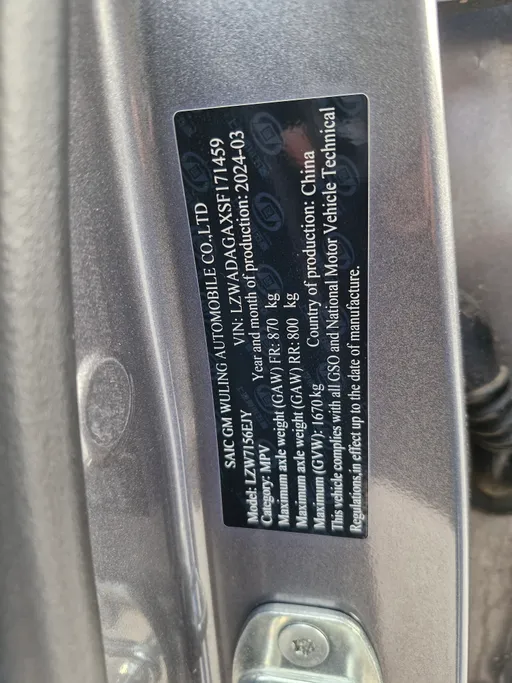 SAIC GM WULING AUTOMOBILE CO.,LTD
Model: LZW7156EJY VIN: LZWADAGAXSF171459
Category: MPV Year and month of production: 2024-03
Maximum axle weight (GAW) FR: 870 kg
Maximum axle weight (GAW) RR: 800 kg
Maximum (GVW): 1670 kg Country of production: China
This vehicle complies with all GSO and National Motor Vehicle Technical
Regulations,in effect up to the date of manufacture.